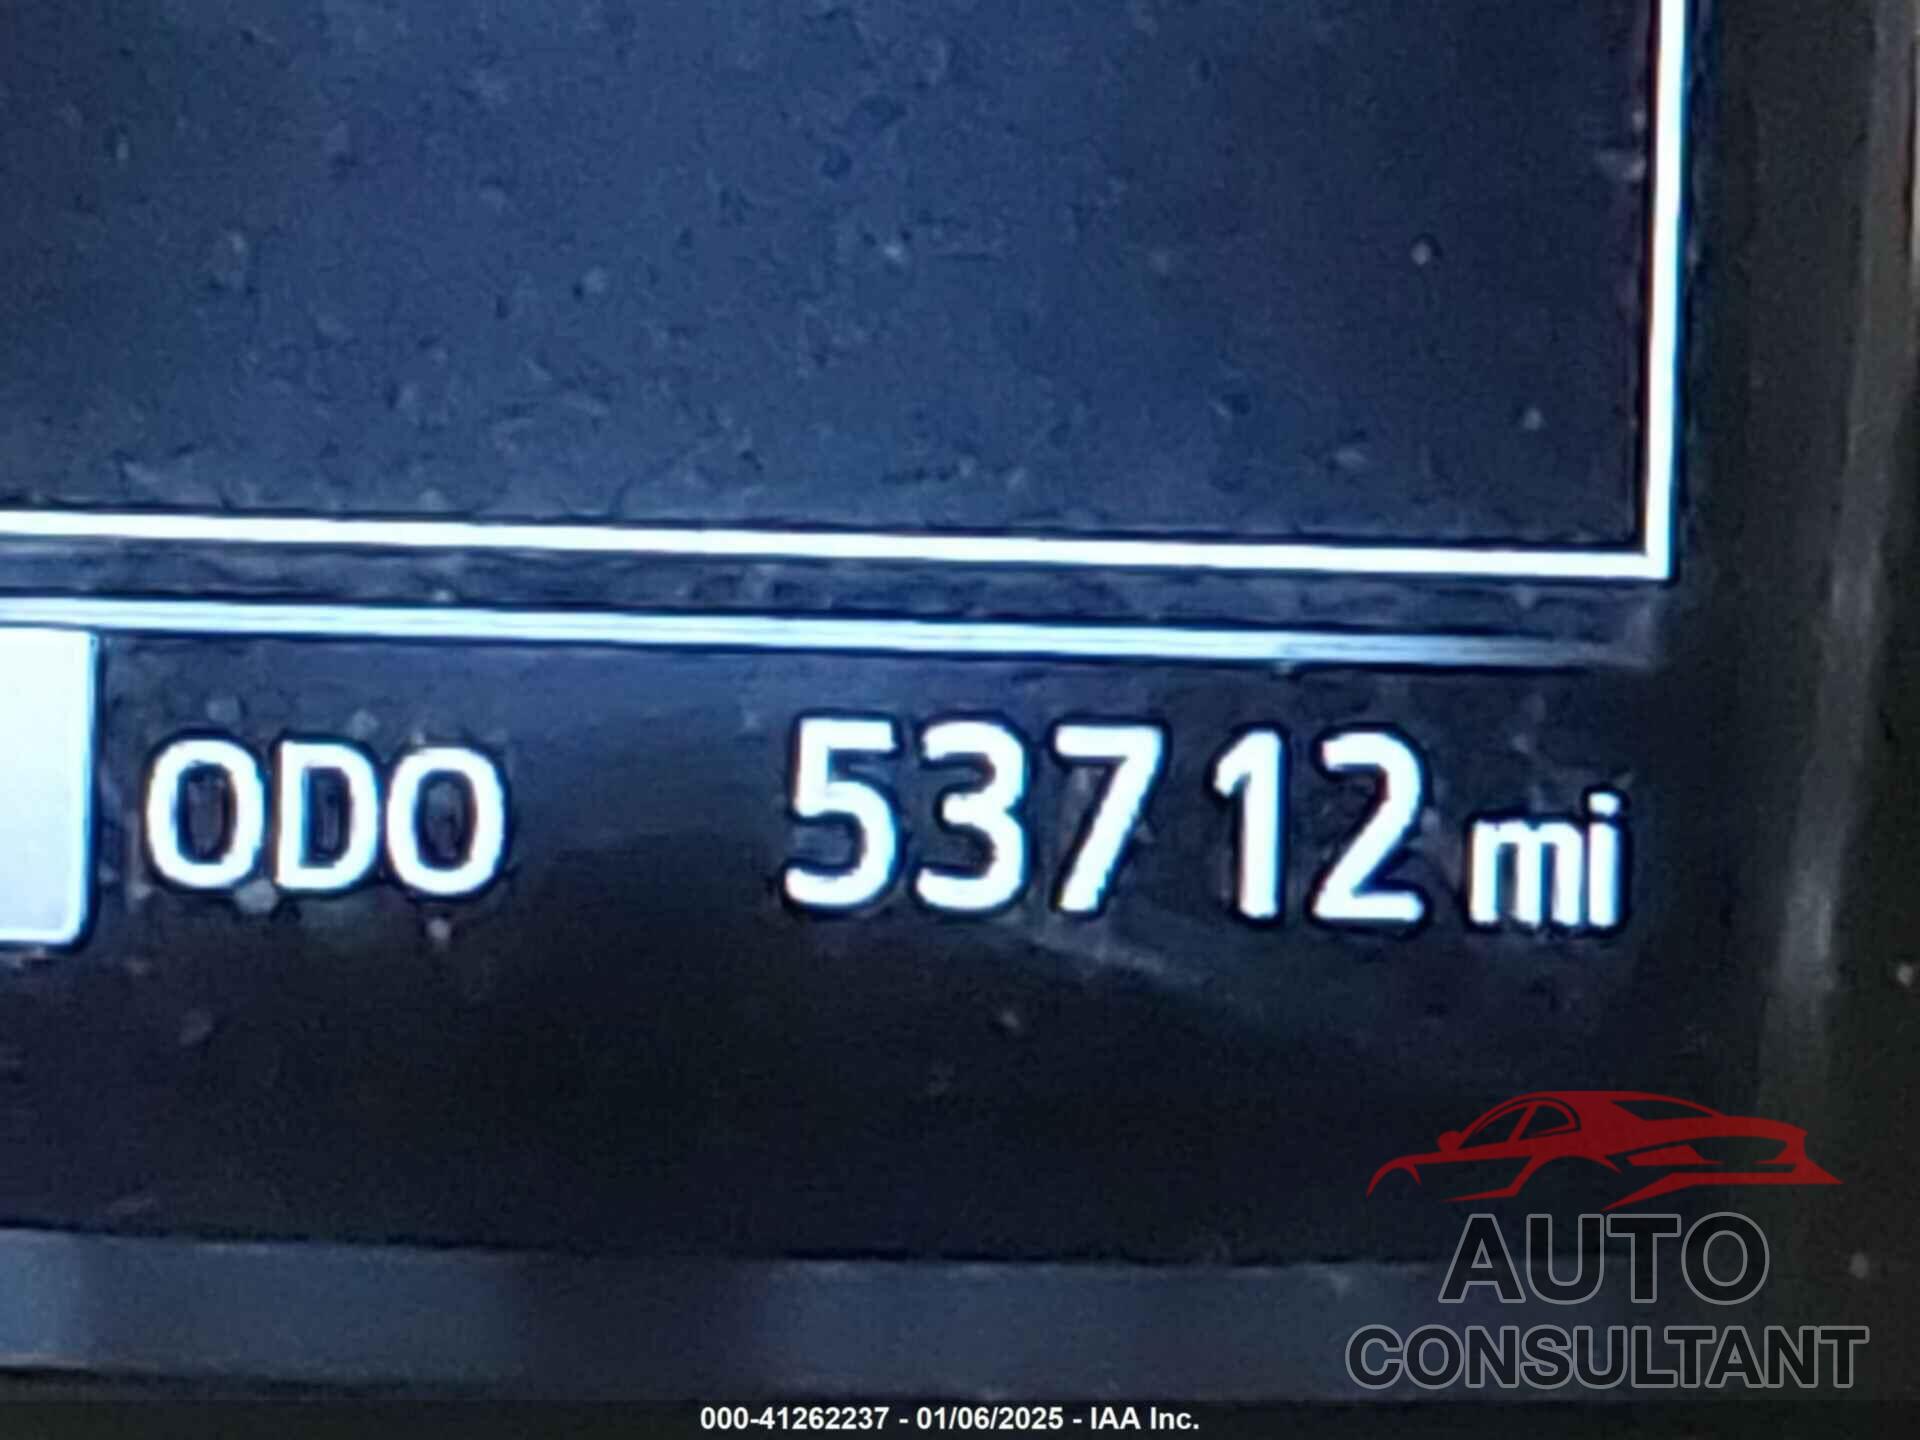 ODO 53712 mi
AUTO
CONSULTANT
000-41262237 - 01/06/2025 - IAA Inc.